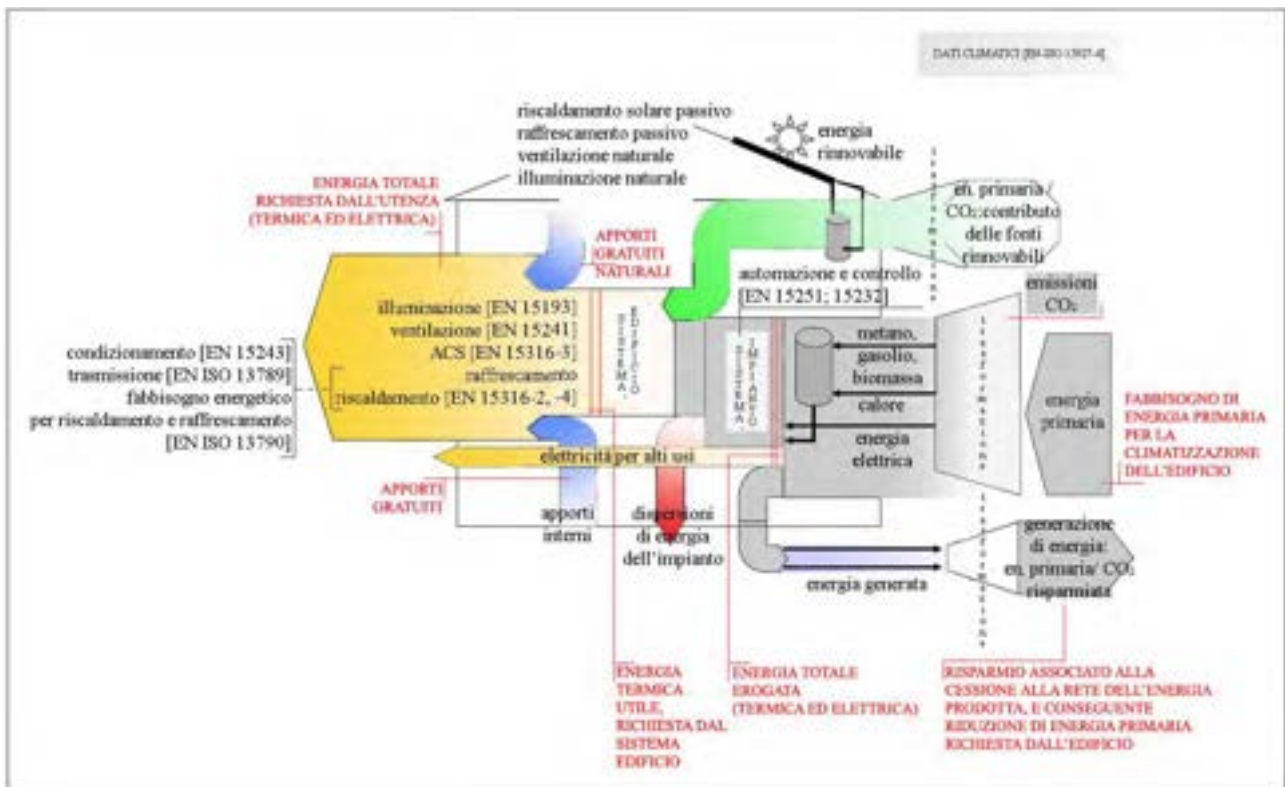 DATI CLIMATICI
riscaldamento solare passivo
raffrescamento passivo
ventilazione naturale
illuminazione naturale
energia
rinnovabile
ENERGIA TOTALE
RICHIESTA DALL'UTENZA
(TERMICA ED ELETTRICA)
en. primaria /
CO₂:contributo
delle fonti
rinnovabili
APPORTI
GRATUITI
NATURALI
automazione e controllo
[EN 15251; 15232]
emissioni
CO₂
illuminazione [EN 15193]
ventilazione [EN 15241]
ACS [EN 15316-3]
raffrescamento
riscaldamento [EN 15316-2, -4]
SISTEMA-
EDIFICIO
SISTEMA-
IMPIANTO
metano,
gasolio,
biomassa
calore
energia
elettrica
trasformazione
energia
primaria
FABBISOGNO DI
ENERGIA PRIMARIA
PER LA
CLIMATIZZAZIONE
DELL'EDIFICIO
condizionamento [EN 15243]
trasmissione [EN ISO 13789]
fabbisogno energetico
per riscaldamento e raffrescamento
[EN ISO 13790]
elettricità per alti usi
APPORTI
GRATUITI
apporti
interni
dispersioni
di energia
dell'impianto
energia generata
generazione
di energia:
en. primaria/ CO₂
risparmiata
ENERGIA
TERMICA
UTILE,
RICHIESTA DAL
SISTEMA
EDIFICIO
ENERGIA TOTALE
EROGATA
(TERMICA ED ELETTRICA)
RISPARMIO ASSOCIATO ALLA
CESSIONE ALLA RETE DELL'ENERGIA
PRODOTTA, E CONSEGUENTE
RIDUZIONE DI ENERGIA PRIMARIA
RICHIESTA DALL'EDIFICIO